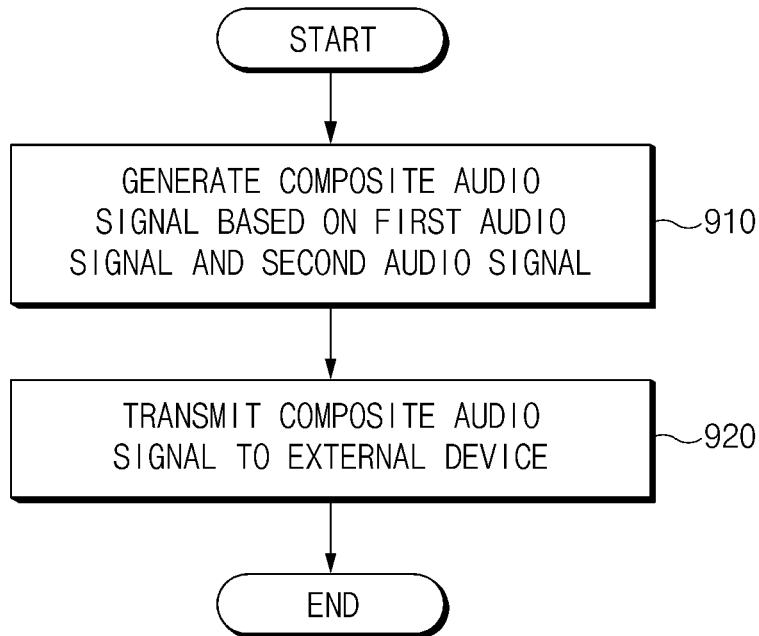 START
GENERATE COMPOSITE AUDIO
SIGNAL BASED ON FIRST AUDIO
SIGNAL AND SECOND AUDIO SIGNAL
910
TRANSMIT COMPOSITE AUDIO
SIGNAL TO EXTERNAL DEVICE
920
END